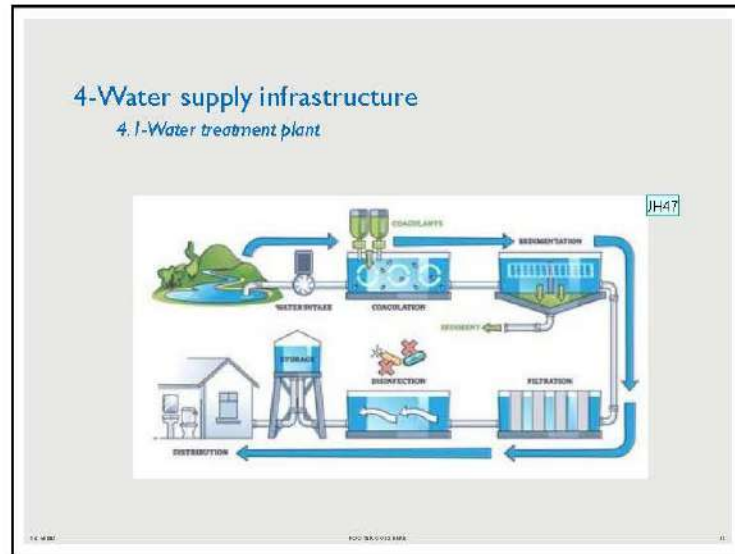 4-Water supply infrastructure
4.1-Water treatment plant
JH47
COAGULANTS
SEDIMENTATION
WATER INTAKE
COAGULATION
SEDIMENT
STORAGE
DISINFECTION
FILTRATION
DISTRIBUTION